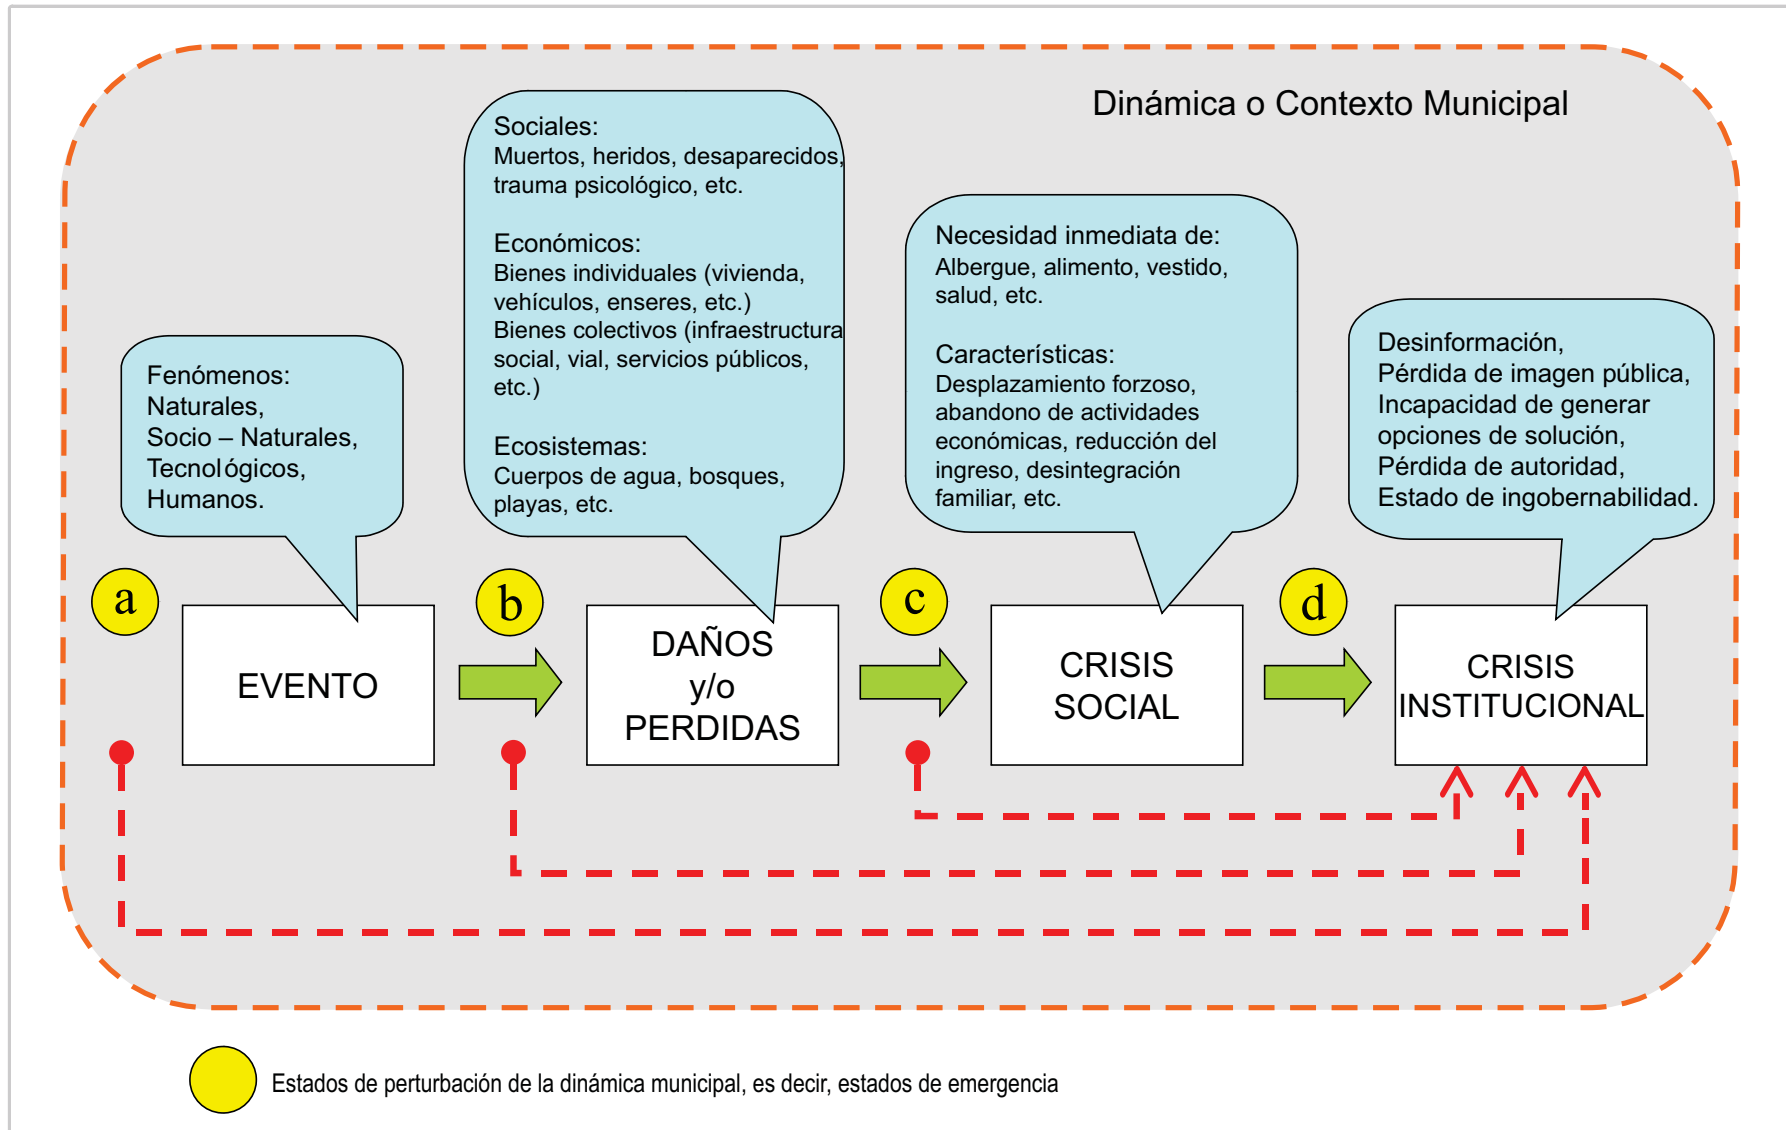 Dinámica o Contexto Municipal
Fenómenos:
Naturales,
Socio – Naturales,
Tecnológicos,
Humanos.
Sociales:
Muertos, heridos, desaparecidos,
trauma psicológico, etc.
Económicos:
Bienes individuales (vivienda,
vehículos, enseres, etc.)
Bienes colectivos (infraestructura
social, vial, servicios públicos,
etc.)
Ecosistemas:
Cuerpos de agua, bosques,
playas, etc.
Necesidad inmediata de:
Albergue, alimento, vestido,
salud, etc.
Características:
Desplazamiento forzoso,
abandono de actividades
económicas, reducción del
ingreso, desintegración
familiar, etc.
Desinformación,
Pérdida de imagen pública,
Incapacidad de generar
opciones de solución,
Pérdida de autoridad,
Estado de ingobernabilidad.
a
EVENTO
b
DAÑOS
y/o
PERDIDAS
c
CRISIS
SOCIAL
d
CRISIS
INSTITUCIONAL
Estados de perturbación de la dinámica municipal, es decir, estados de emergencia